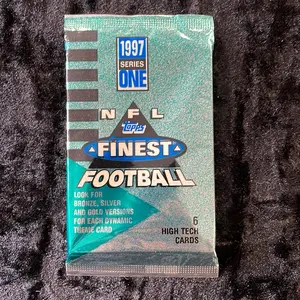 1997
SERIES
ONE
NFL
Topps
FINEST
FOOTBALL
LOOK FOR
BRONZE, SILVER
AND GOLD VERSIONS
FOR EACH DYNAMIC
THEME CARD
6
HIGH TECH
CARDS